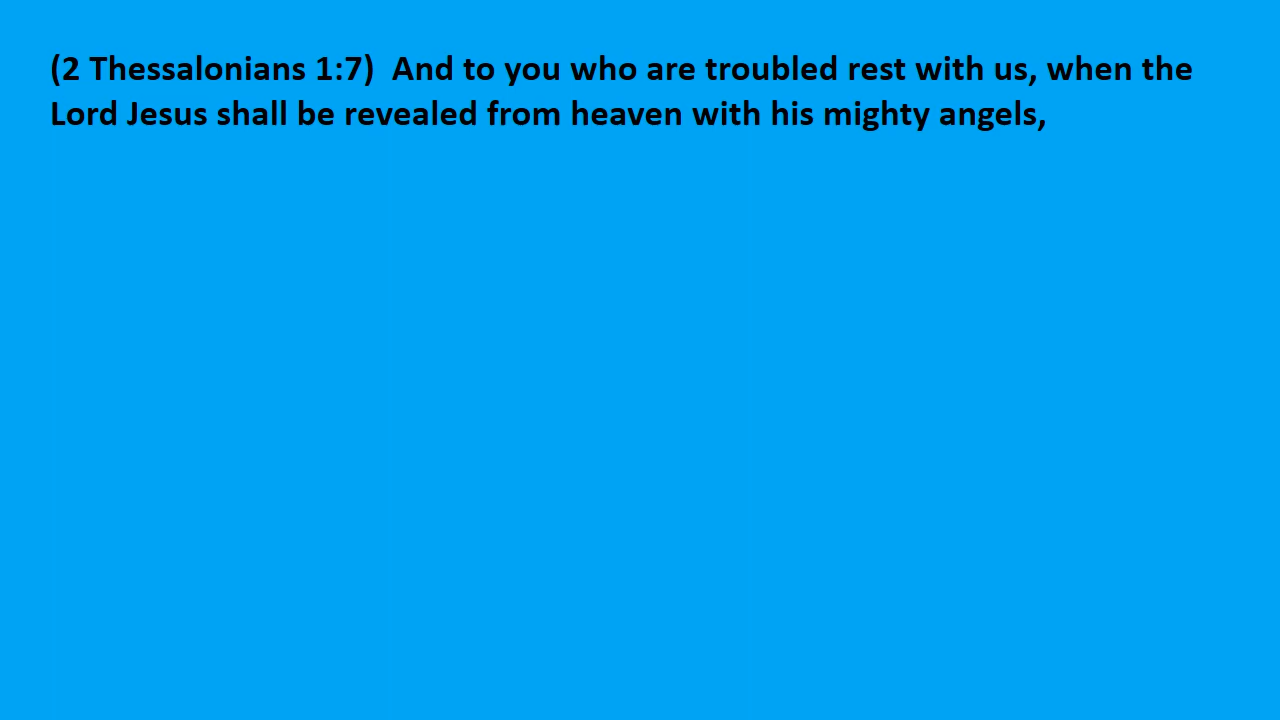 (2 Thessalonians 1:7)  And to you who are troubled rest with us, when the
Lord Jesus shall be revealed from heaven with his mighty angels,